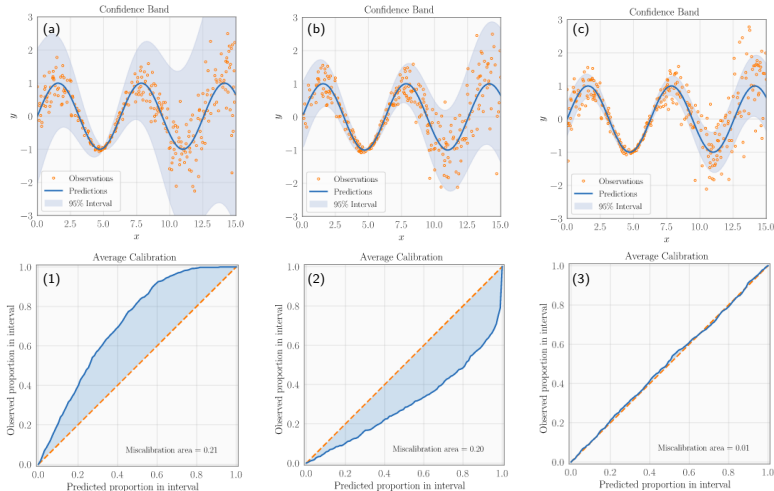 Confidence Band
(a)
y
3
2
1
0
−1
−2
−3
Observations
Predictions
95% Interval
0.0 2.5 5.0 7.5 10.0 12.5 15.0
x
Confidence Band
(b)
y
3
2
1
0
−1
−2
−3
Observations
Predictions
95% Interval
0.0 2.5 5.0 7.5 10.0 12.5 15.0
x
Confidence Band
(c)
y
3
2
1
0
−1
−2
−3
Observations
Predictions
95% Interval
0.0 2.5 5.0 7.5 10.0 12.5 15.0
x
Average Calibration
(1)
Observed proportion in interval
1.0
0.8
0.6
0.4
0.2
0.0
Miscalibration area = 0.21
0.0 0.2 0.4 0.6 0.8 1.0
Predicted proportion in interval
Average Calibration
(2)
Observed proportion in interval
1.0
0.8
0.6
0.4
0.2
0.0
Miscalibration area = 0.20
0.0 0.2 0.4 0.6 0.8 1.0
Predicted proportion in interval
Average Calibration
(3)
Observed proportion in interval
1.0
0.8
0.6
0.4
0.2
0.0
Miscalibration area = 0.01
0.0 0.2 0.4 0.6 0.8 1.0
Predicted proportion in interval